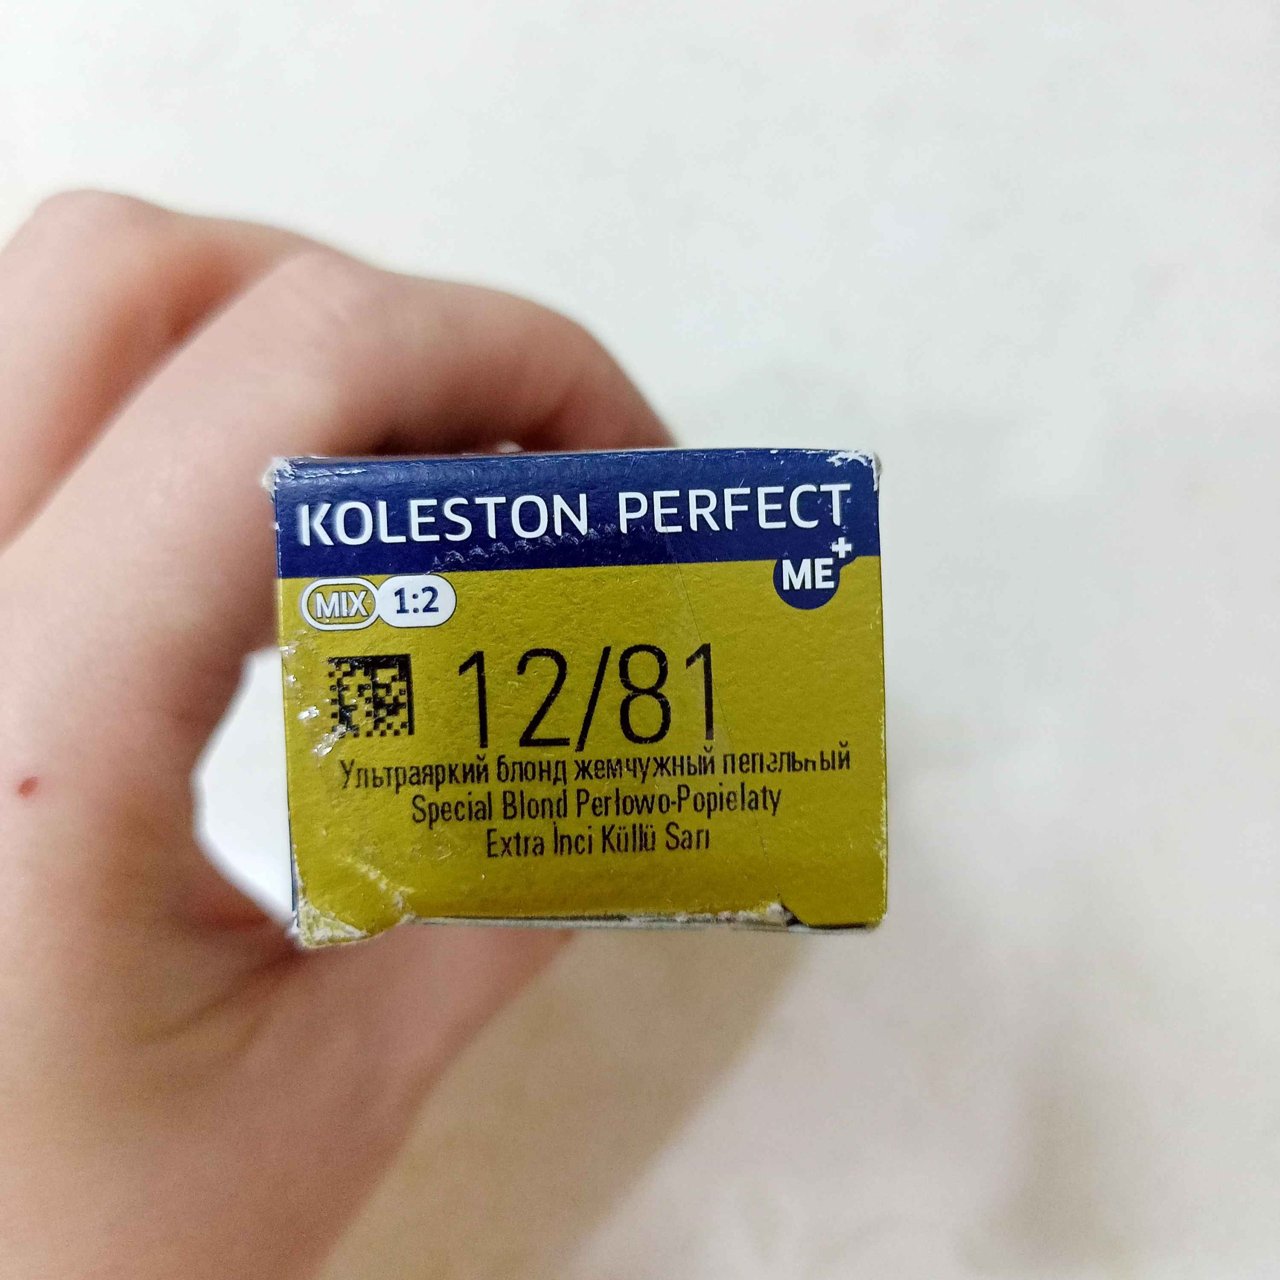 KOLESTON PERFECT
ME+
MIX 1:2
12/81
Ультраяркий блонд жемчужный пепельный
Special Blond Perłowo-Popielaty
Extra İnci Küllü Sarı